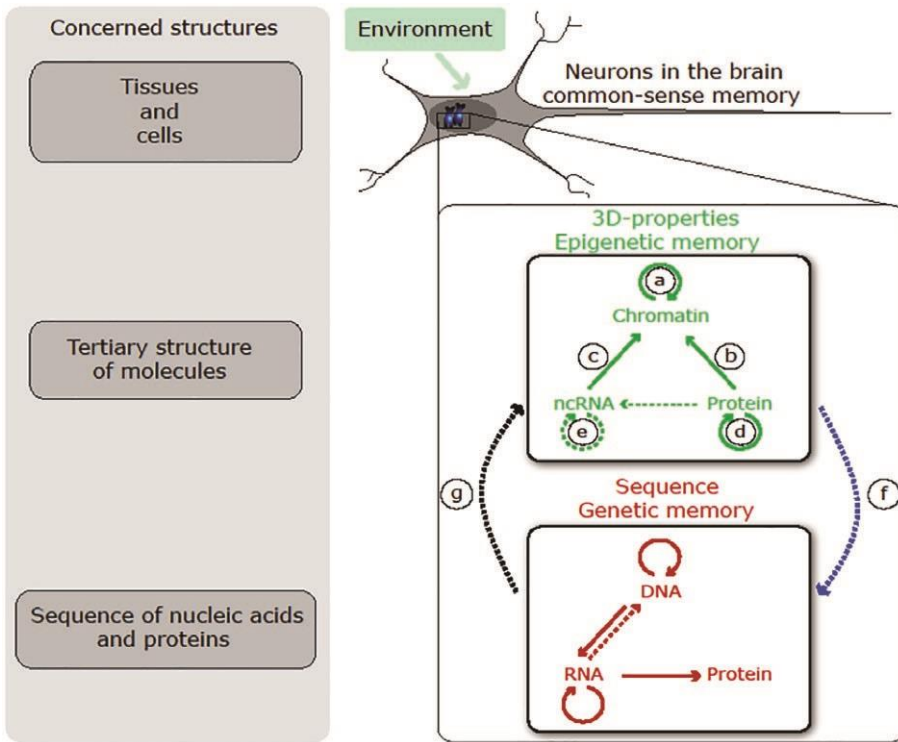 Concerned structures
Tissues
and
cells
Tertiary structure
of molecules
Sequence of nucleic acids
and proteins
Environment
Neurons in the brain
common-sense memory
3D-properties
Epigenetic memory
a
Chromatin
c
b
ncRNA
Protein
e
d
g
f
Sequence
Genetic memory
DNA
RNA
Protein